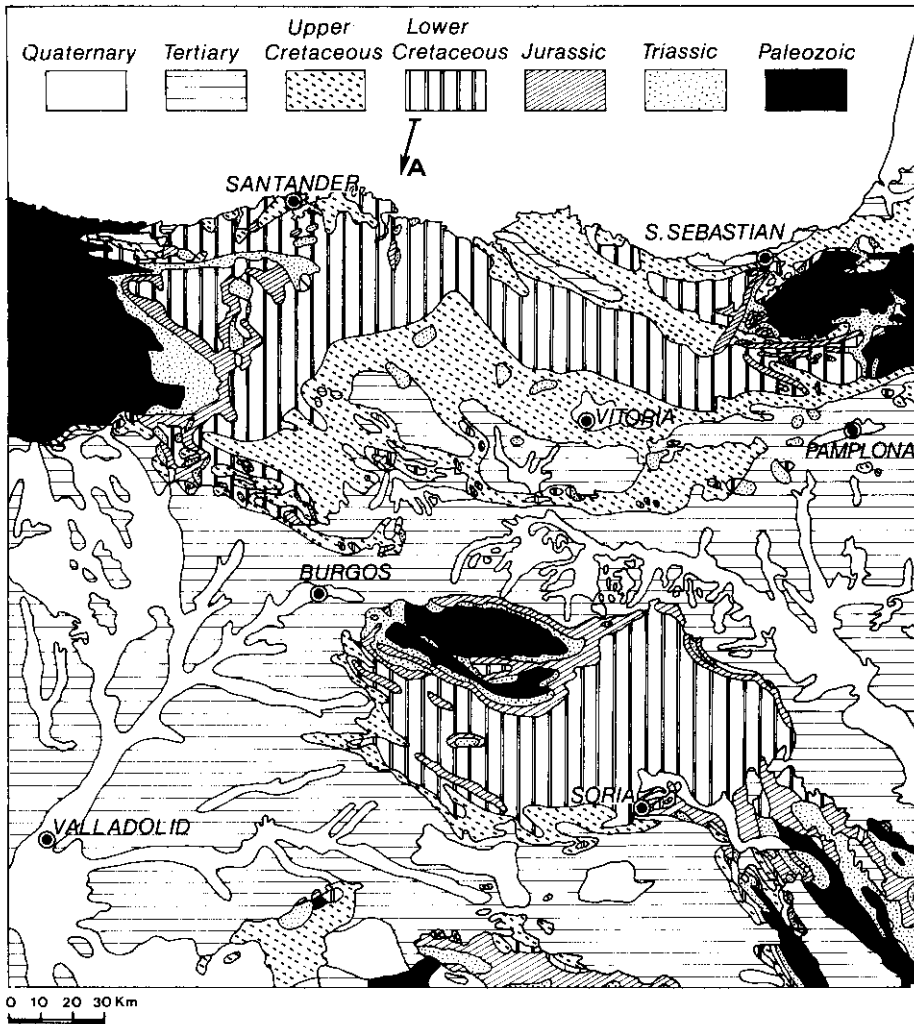 Quaternary Tertiary Upper Cretaceous Lower Cretaceous Jurassic Triassic Paleozoic
A
SANTANDER
S.SEBASTIAN
VITORIA
PAMPLONA
BURGOS
SORIA
VALLADOLID
0 10 20 30 Km